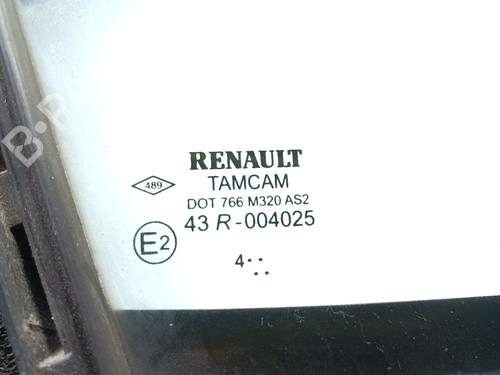 RENAULT
489
TAMCAM
DOT 766 M320 AS2
E2
43 R-004025
4··
··